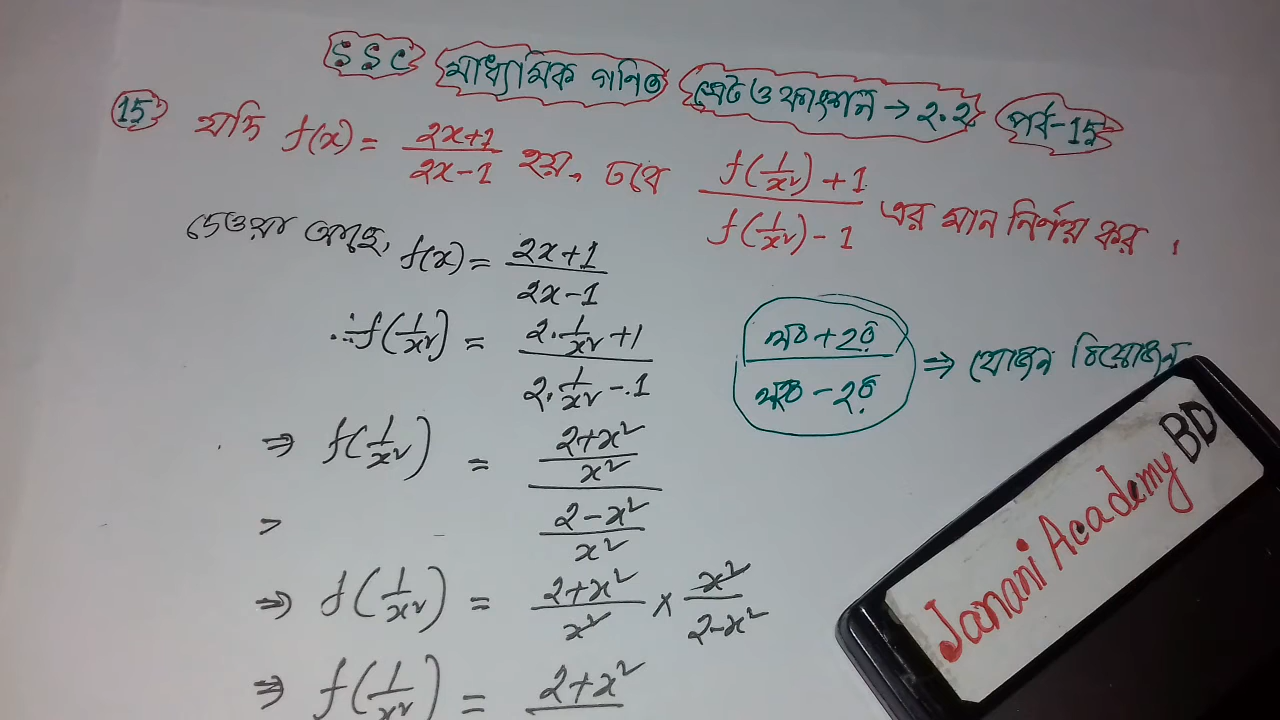 SSC মাধ্যমিক গনিত সেট ও ফাংশন → ২.২ পর্ব-15
15 যদি f(x) = (2x+1)/(2x-1) হয়, তবে (f(1/x²)+1)/(f(1/x²)-1) এর মান নির্ণয় কর ।
দেওয়া আছে, f(x) = (2x+1)/(2x-1)
∴ f(1/x²) = (2·1/x²+1)/(2·1/x²-1)
লব+হর / লব-হর ⇒ যোজন বিয়োজন
⇒ f(1/x²) = ((2+x²)/x²)/((2-x²)/x²)
>
⇒ f(1/x²) = (2+x²)/x² × x²/(2-x²)
⇒ f(1/x²) = 2+x²
Janani Academy BD